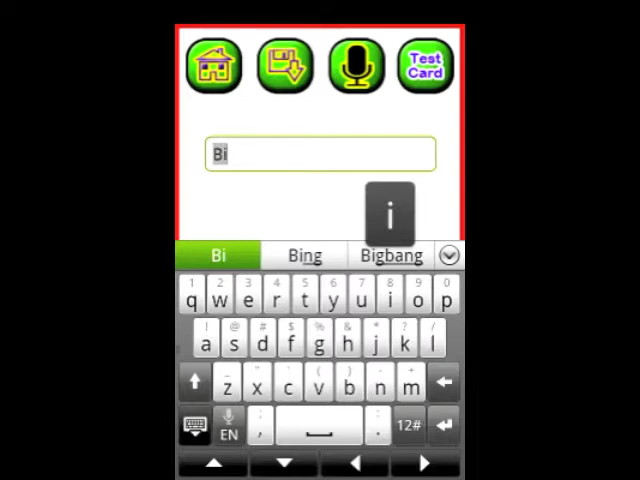 Test
Card
Bi
i
Bi Bing Bigbang
1 2 3 4 5 6 7 8 9 0
q w e r t y u i o p
! @ # $ % & * ? /
a s d f g h j k l
_ " ' ( ) - +
z x c v b n m
EN , . 12#